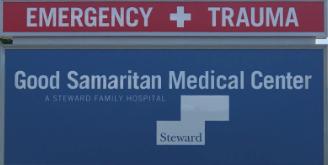 EMERGENCY + TRAUMA
Good Samaritan Medical Center
A STEWARD FAMILY HOSPITAL
Steward